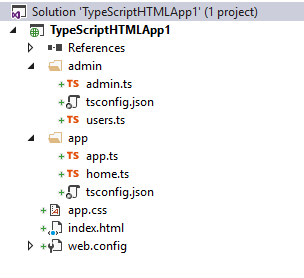 Solution 'TypeScriptHTMLApp1' (1 project)
TypeScriptHTMLApp1
References
admin
TS admin.ts
tsconfig.json
TS users.ts
app
TS app.ts
TS home.ts
tsconfig.json
app.css
index.html
web.config